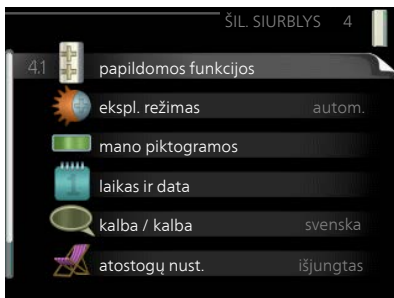 ŠIL. SIURBLYS 4
4.1 papildomos funkcijos
ekspl. režimas autom.
mano piktogramos
laikas ir data
kalba / kalba svenska
atostogų nust. išjungtas